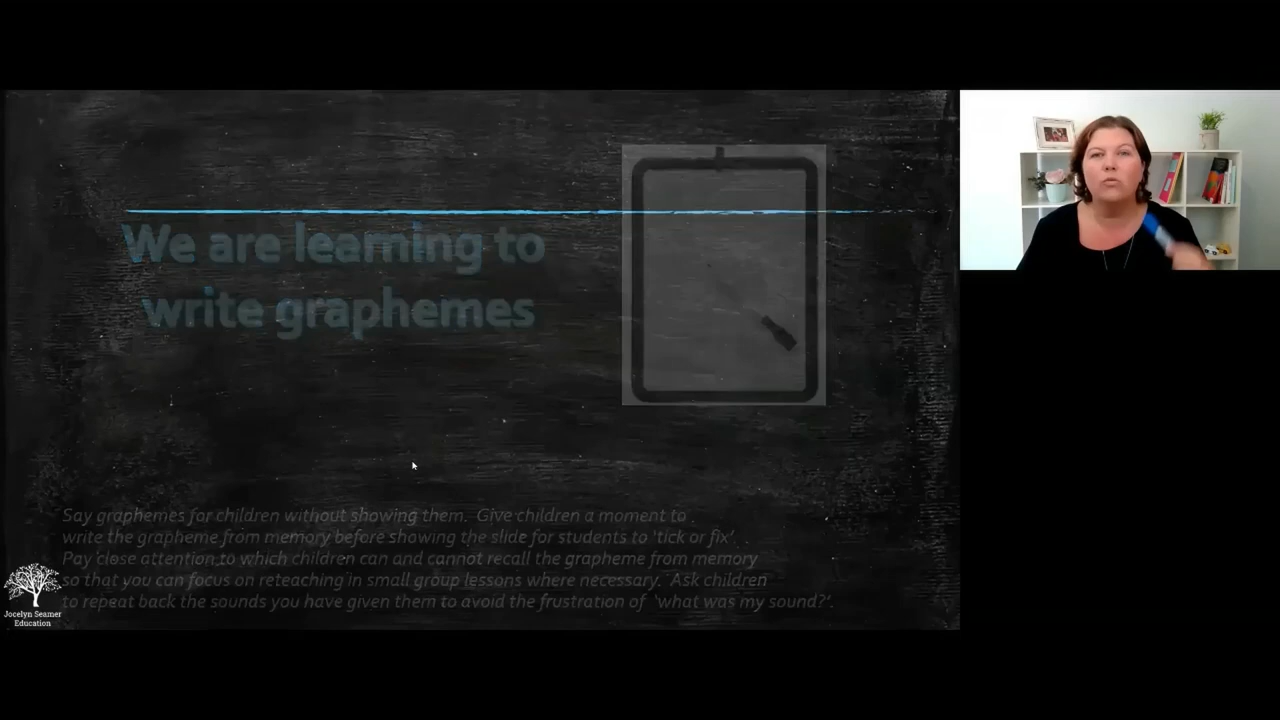 We are learning to
write graphemes
Say graphemes for children without showing them.  Give children a moment to
write the grapheme from memory before showing the slide for students to 'tick or fix'
Pay close attention to which children can and cannot recall the grapheme from memory
so that you can focus on reteaching in small group lessons where necessary.  Ask children
to repeat back the sounds you have given them to avoid the frustration of  'what was my sound?'.
Jocelyn Seamer
Education